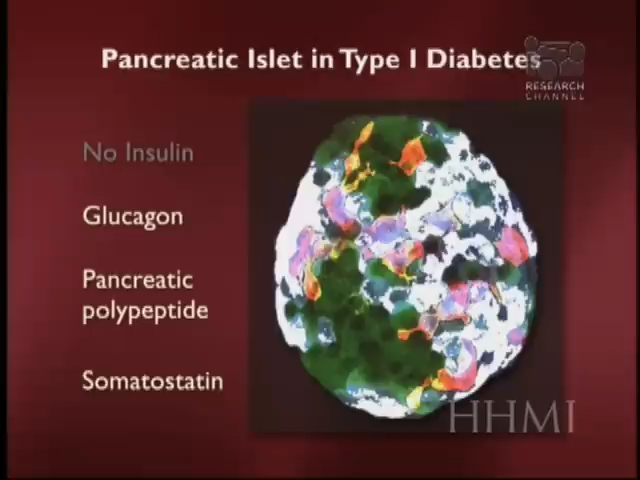 Pancreatic Islet in Type I Diabetes
RESEARCH
CHANNEL
No Insulin
Glucagon
Pancreatic
polypeptide
Somatostatin
HHMI